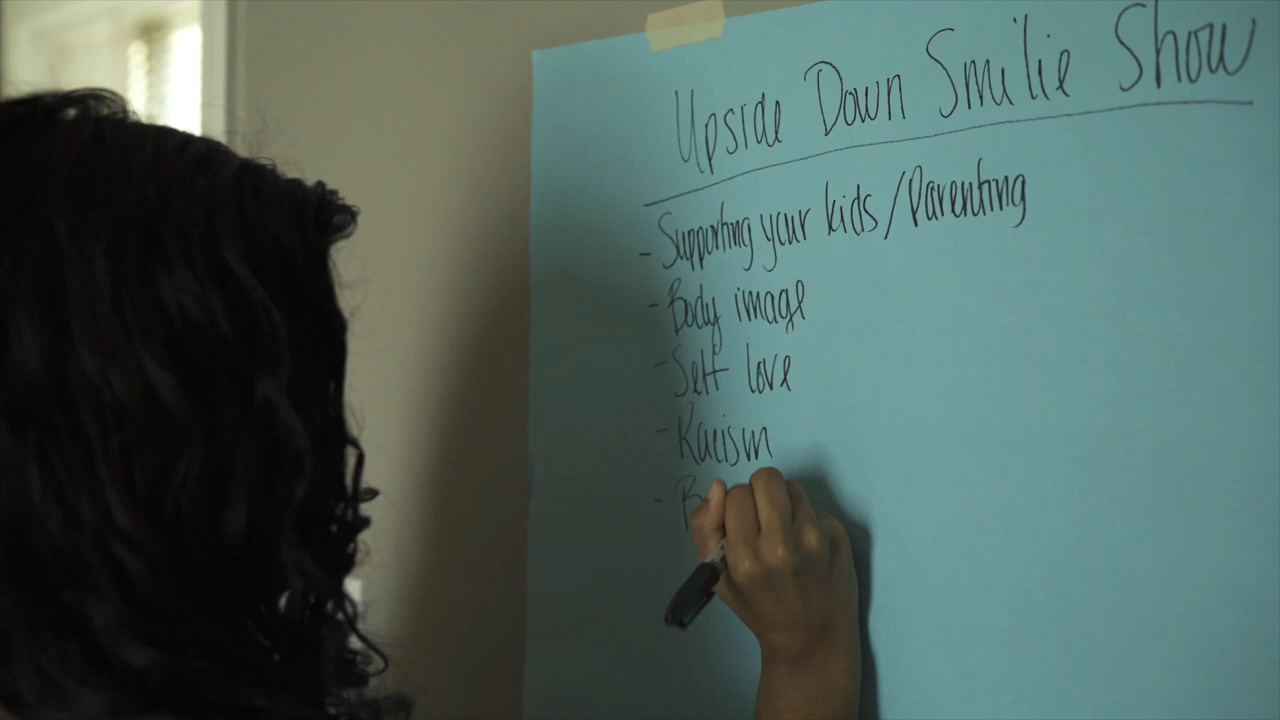 Upside Down Smilie Show
- Supporting your kids/Parenting
- Body image
- Self love
- Racism
-